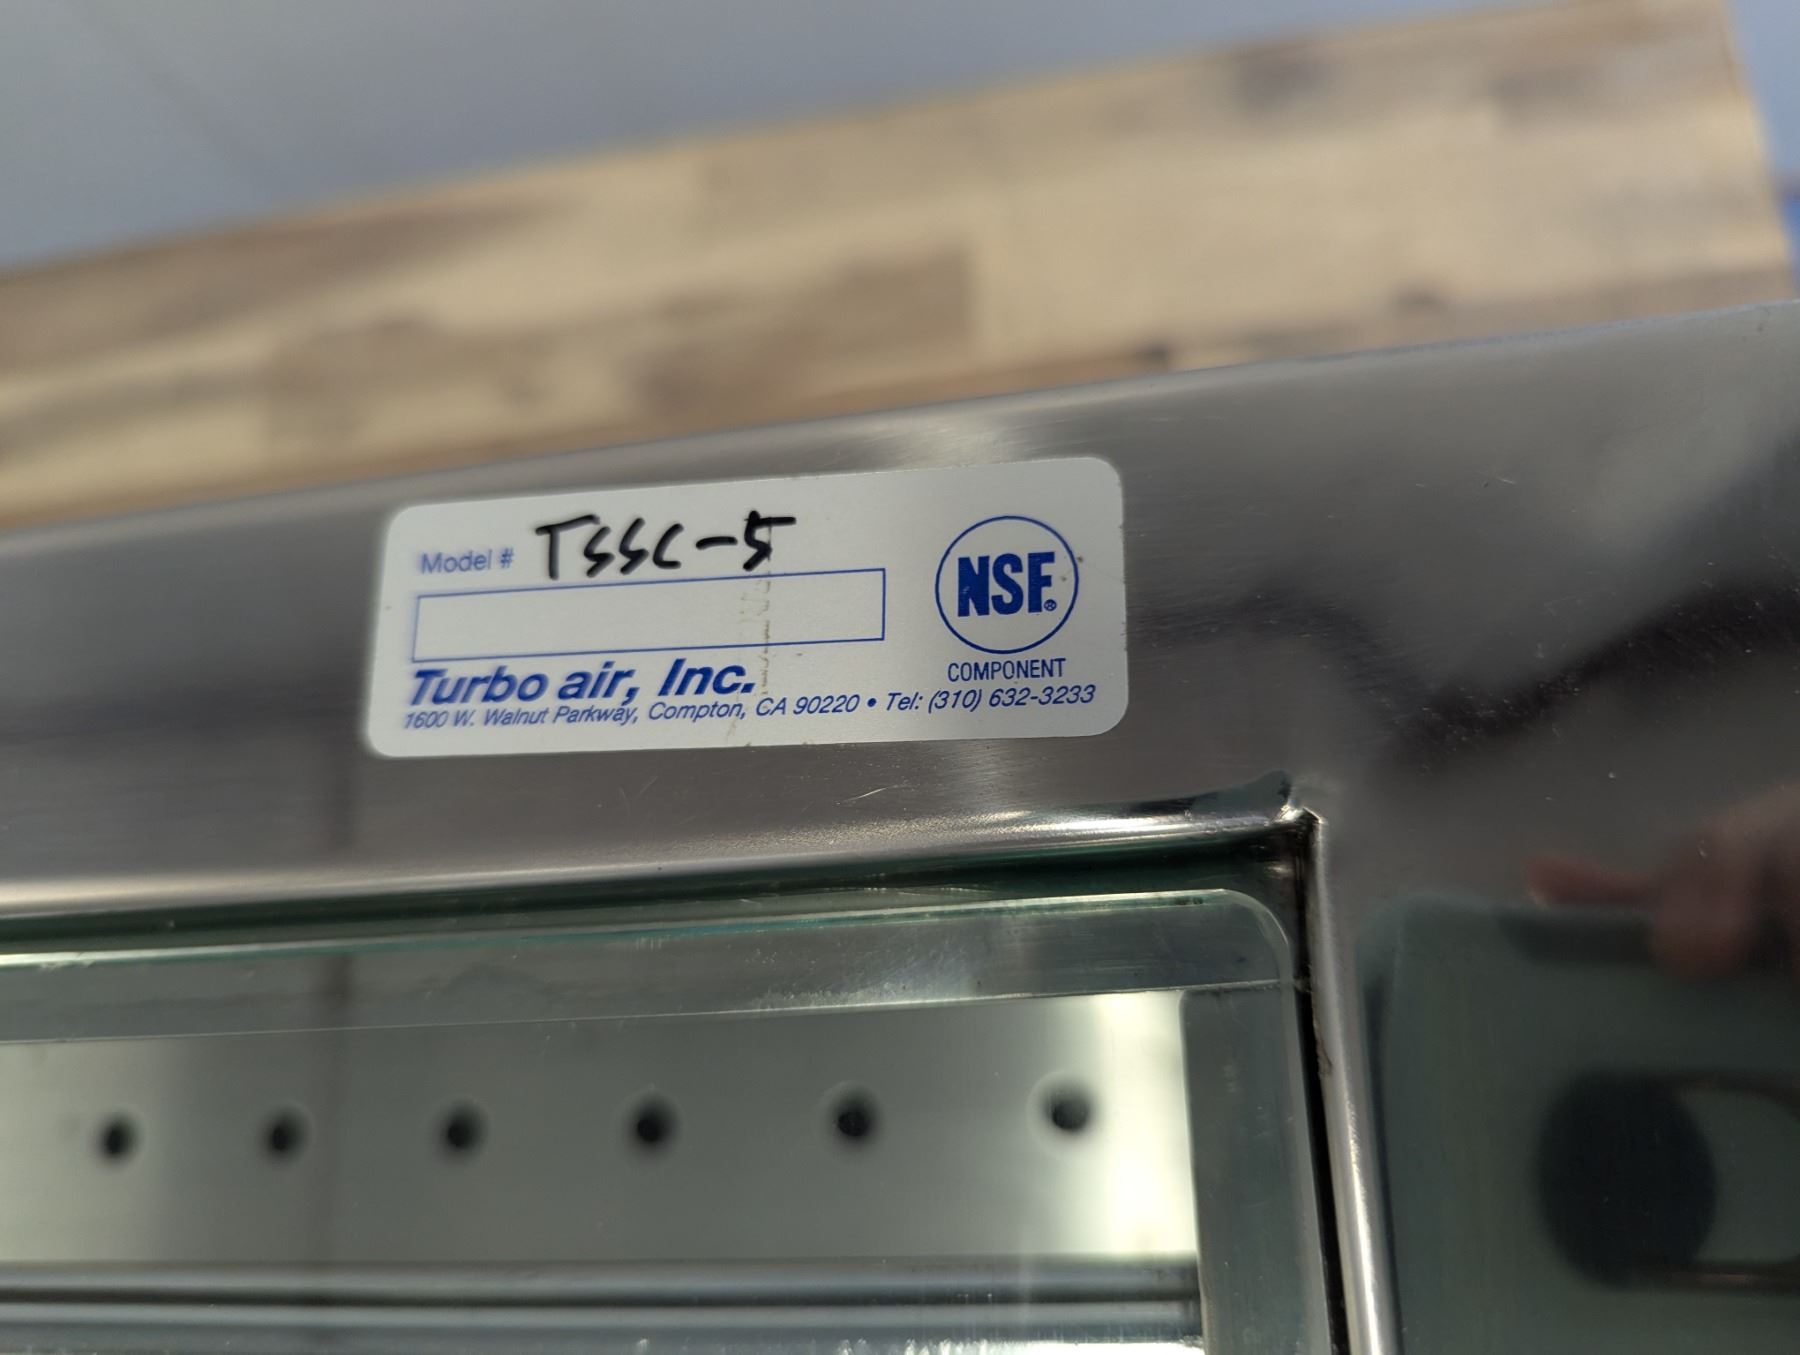 Model # TSSC-5
NSF®
COMPONENT
Turbo air, Inc.
1600 W. Walnut Parkway, Compton, CA 90220 • Tel: (310) 632-3233